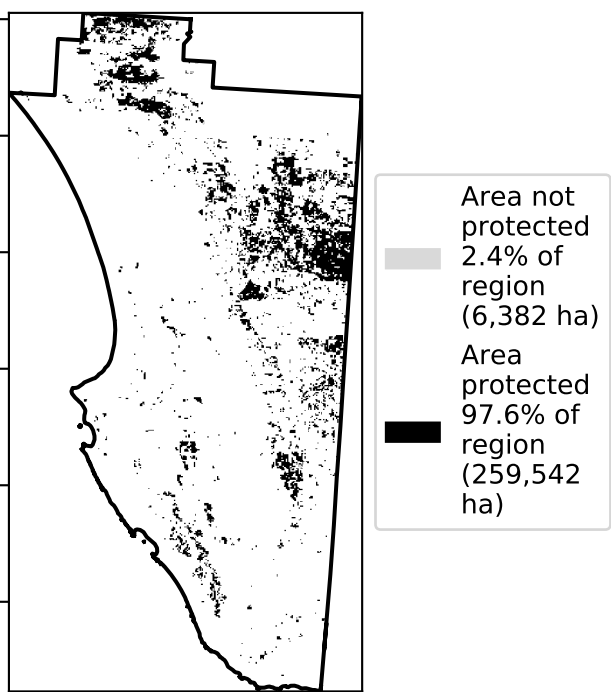 Area not
protected
2.4% of
region
(6,382 ha)
Area
protected
97.6% of
region
(259,542
ha)